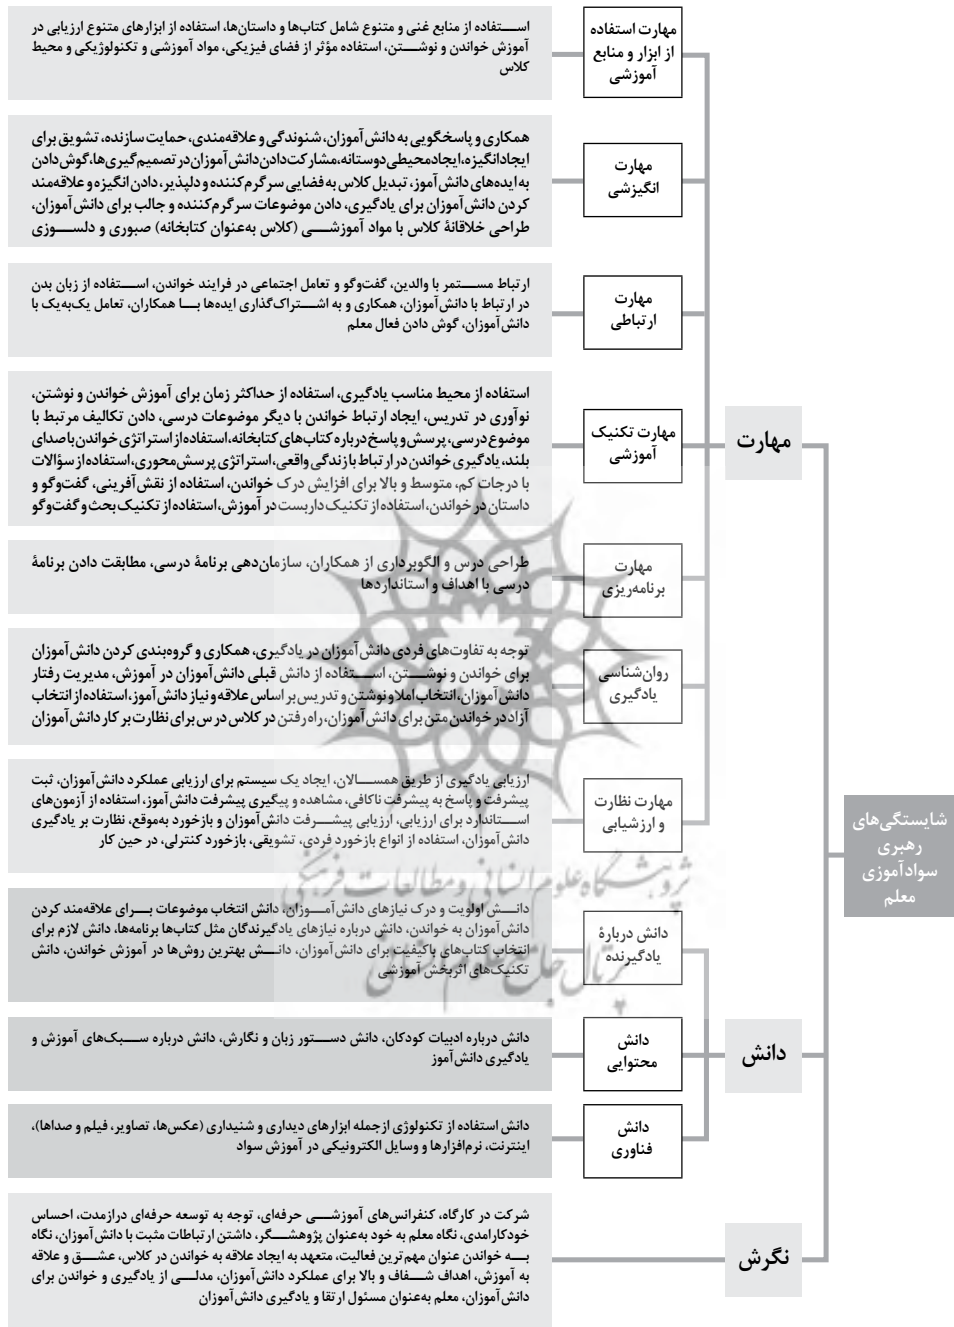 شایستگی‌های
رهبری
سوادآموزی
معلم
مهارت
مهارت استفاده
از ابزار و منابع
آموزشی
استفاده از منابع غنی و متنوع شامل کتاب‌ها و داستان‌ها، استفاده از ابزارهای متنوع ارزیابی در
آموزش خواندن و نوشتن، استفاده مؤثر از فضای فیزیکی، مواد آموزشی و تکنولوژیکی و محیط
کلاس
مهارت
انگیزشی
همکاری و پاسخگویی به دانش‌آموزان، شنوندگی و علاقه‌مندی، حمایت سازنده، تشویق برای
ایجاد انگیزه، ایجاد محیطی دوستانه، مشارکت دادن دانش‌آموزان در تصمیم‌گیری‌ها، گوش دادن
به ایده‌های دانش‌آموز، تبدیل کلاس به فضایی سرگرم‌کننده و دلپذیر، دادن انگیزه و علاقه‌مند
کردن دانش‌آموزان برای یادگیری، دادن موضوعات سرگرم‌کننده و جالب برای دانش‌آموزان،
طراحی خلاقانهٔ کلاس با مواد آموزشی (کلاس به‌عنوان کتابخانه) صبوری و دلسوزی
مهارت
ارتباطی
ارتباط مستمر با والدین، گفت‌وگو و تعامل اجتماعی در فرایند خواندن، استفاده از زبان بدن
در ارتباط با دانش‌آموزان، همکاری و به اشتراک‌گذاری ایده‌ها با همکاران، تعامل یک‌به‌یک با
دانش‌آموزان، گوش دادن فعال معلم
مهارت تکنیک
آموزشی
استفاده از محیط مناسب یادگیری، استفاده از حداکثر زمان برای آموزش خواندن و نوشتن،
نوآوری در تدریس، ایجاد ارتباط خواندن با دیگر موضوعات درسی، دادن تکالیف مرتبط با
موضوع درسی، پرسش و پاسخ درباره کتاب‌های کتابخانه، استفاده از استراتژی خواندن با صدای
بلند، یادگیری خواندن در ارتباط با زندگی واقعی، استراتژی پرسش‌محوری، استفاده از سؤالات
با درجات کم، متوسط و بالا برای افزایش درک خواندن، استفاده از نقش‌آفرینی، گفت‌وگو و
داستان در خواندن، استفاده از تکنیک داربست در آموزش، استفاده از تکنیک بحث و گفت‌وگو
مهارت
برنامه‌ریزی
طراحی درس و الگوبرداری از همکاران، سازمان‌دهی برنامهٔ درسی، مطابقت دادن برنامهٔ
درسی با اهداف و استانداردها
روان‌شناسی
یادگیری
توجه به تفاوت‌های فردی دانش‌آموزان در یادگیری، همکاری و گروه‌بندی کردن دانش‌آموزان
برای خواندن و نوشتن، استفاده از دانش قبلی دانش‌آموزان در آموزش، مدیریت رفتار
دانش‌آموزان، انتخاب املا و نوشتن و تدریس بر اساس علاقه و نیاز دانش‌آموز، استفاده از انتخاب
آزاد در خواندن متن برای دانش‌آموزان، راه رفتن در کلاس درس برای نظارت بر کار دانش‌آموزان
مهارت نظارت
و ارزشیابی
ارزیابی یادگیری از طریق همسالان، ایجاد یک سیستم برای ارزیابی عملکرد دانش‌آموزان، ثبت
پیشرفت و پاسخ به پیشرفت ناکافی، مشاهده و پیگیری پیشرفت دانش‌آموز، استفاده از آزمون‌های
استاندارد برای ارزیابی، ارزیابی پیشرفت دانش‌آموزان و بازخورد به‌موقع، نظارت بر یادگیری
دانش‌آموزان، استفاده از انواع بازخورد فردی، تشویقی، بازخورد کنترلی، در حین کار
دانش
دانش دربارهٔ
یادگیرنده
دانش اولویت و درک نیازهای دانش‌آموزان، دانش انتخاب موضوعات برای علاقه‌مند کردن
دانش‌آموزان به خواندن، دانش درباره نیازهای یادگیرندگان مثل کتاب‌ها برنامه‌ها، دانش لازم برای
انتخاب کتاب‌های باکیفیت برای دانش‌آموزان، دانش بهترین روش‌ها در آموزش خواندن، دانش
تکنیک‌های اثربخش آموزشی
دانش
محتوایی
دانش درباره ادبیات کودکان، دانش دستور زبان و نگارش، دانش درباره سبک‌های آموزش و
یادگیری دانش‌آموز
دانش
فناوری
دانش استفاده از تکنولوژی ازجمله ابزارهای دیداری و شنیداری (عکس‌ها، تصاویر، فیلم و صداها)،
اینترنت، نرم‌افزارها و وسایل الکترونیکی در آموزش سواد
نگرش
شرکت در کارگاه، کنفرانس‌های آموزشی حرفه‌ای، توجه به توسعه حرفه‌ای درازمدت، احساس
خودکارامدی، نگاه معلم به خود به‌عنوان پژوهشگر، داشتن ارتباطات مثبت با دانش‌آموزان، نگاه
به خواندن عنوان مهم‌ترین فعالیت، متعهد به ایجاد علاقه به خواندن در کلاس، عشق و علاقه
به آموزش، اهداف شفاف و بالا برای عملکرد دانش‌آموزان، مدلی از یادگیری و خواندن برای
دانش‌آموزان، معلم به‌عنوان مسئول ارتقا و یادگیری دانش‌آموزان
پژوهشگاه علوم انسانی و مطالعات فرهنگی
پرتال جامع علوم انسانی